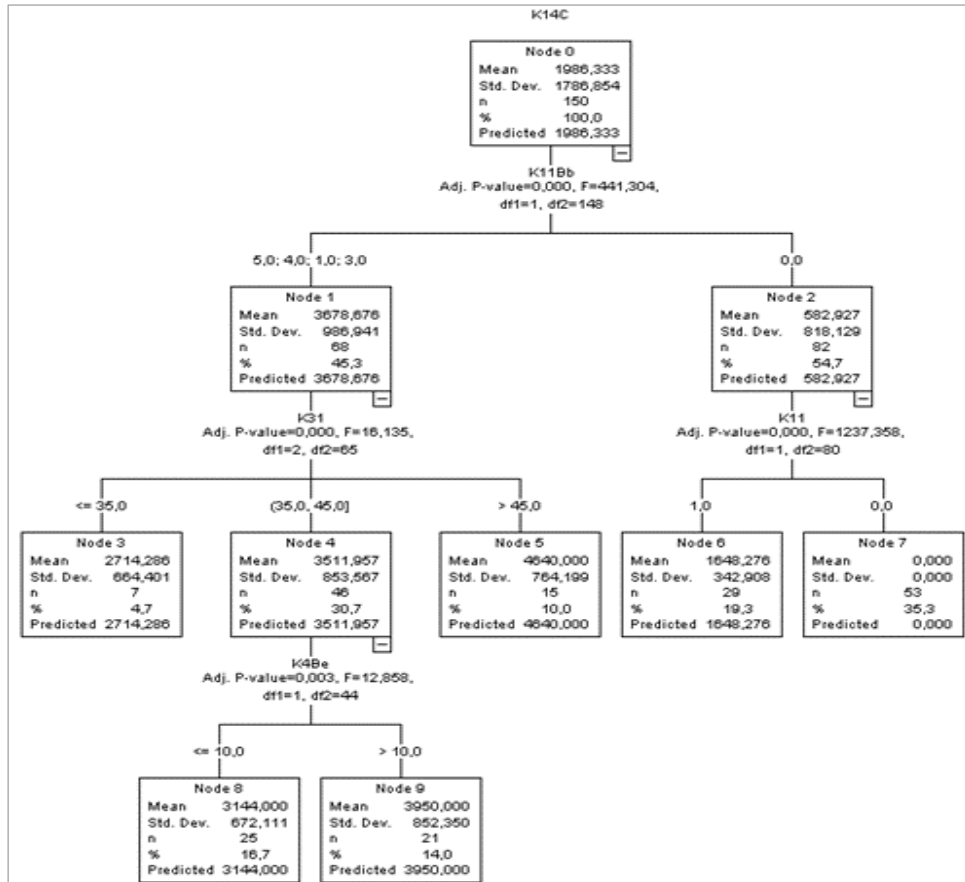 K14C
Node 0
Mean 1986,333
Std. Dev. 1786,854
n 150
% 100,0
Predicted 1986,333
K11Bb
Adj. P-value=0,000, F=441,304,
df1=1, df2=148
5,0; 4,0; 1,0; 3,0
Node 1
Mean 3678,676
Std. Dev. 986,941
n 68
% 45,3
Predicted 3678,676
K31
Adj. P-value=0,000, F=16,135,
df1=2, df2=65
0,0
Node 2
Mean 582,927
Std. Dev. 818,129
n 82
% 54,7
Predicted 582,927
K11
Adj. P-value=0,000, F=1237,358,
df1=1, df2=80
<= 35,0
Node 3
Mean 2714,286
Std. Dev. 664,401
n 7
% 4,7
Predicted 2714,286
(35,0, 45,0]
Node 4
Mean 3511,957
Std. Dev. 853,567
n 46
% 30,7
Predicted 3511,957
K4Be
Adj. P-value=0,003, F=12,858,
df1=1, df2=44
> 45,0
Node 5
Mean 4640,000
Std. Dev. 764,199
n 15
% 10,0
Predicted 4640,000
1,0
Node 6
Mean 1648,276
Std. Dev. 342,908
n 29
% 19,3
Predicted 1648,276
0,0
Node 7
Mean 0,000
Std. Dev. 0,000
n 53
% 35,3
Predicted 0,000
<= 10,0
Node 8
Mean 3144,000
Std. Dev. 672,111
n 25
% 16,7
Predicted 3144,000
> 10,0
Node 9
Mean 3950,000
Std. Dev. 852,350
n 21
% 14,0
Predicted 3950,000